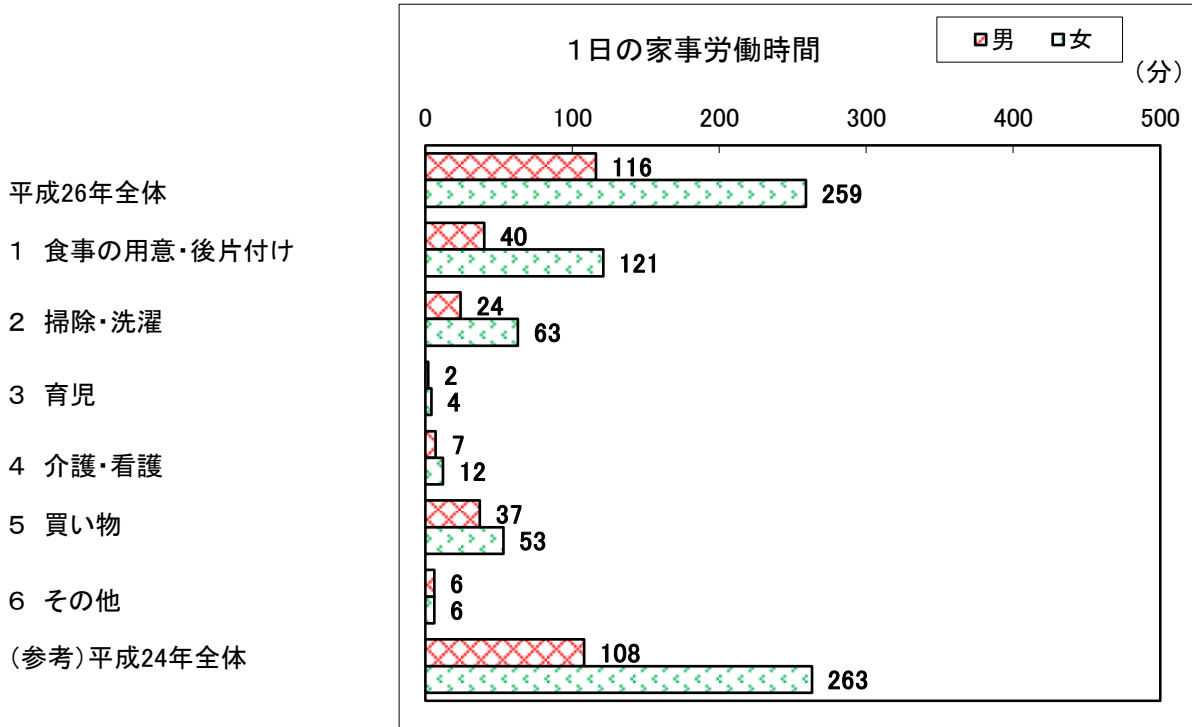 1日の家事労働時間
男 女
(分)
0 100 200 300 400 500
平成26年全体
116
259
1 食事の用意・後片付け
40
121
2 掃除・洗濯
24
63
3 育児
2
4
4 介護・看護
7
12
5 買い物
37
53
6 その他
6
6
(参考)平成24年全体
108
263